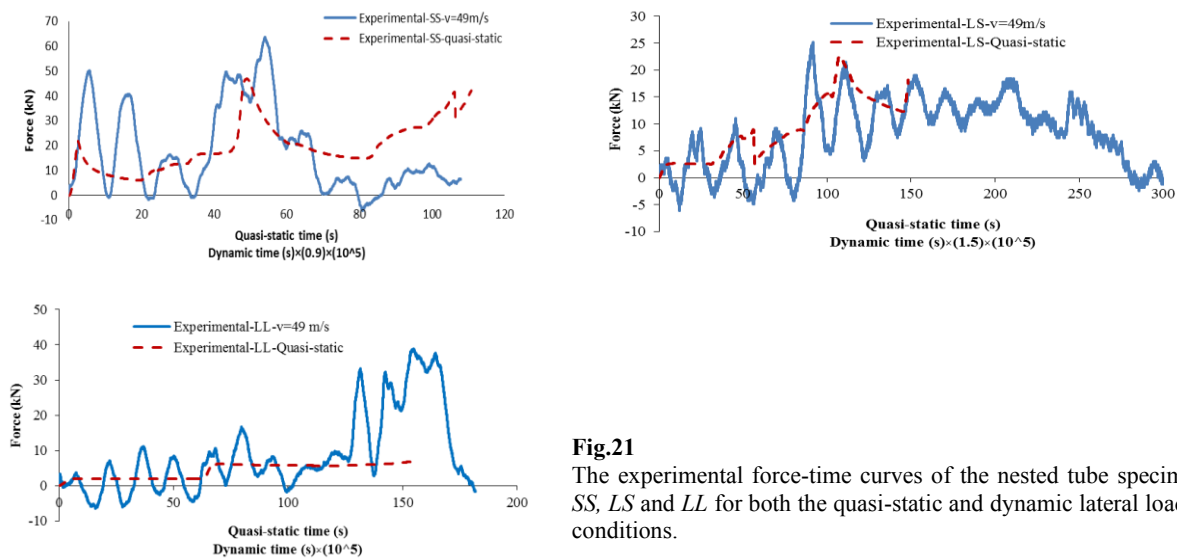 70
60
50
40
30
20
10
0
-10
0
20
40
60
80
100
120
Force (kN)
Experimental-SS-v=49m/s
Experimental-SS-quasi-static
Quasi-static time (s)
Dynamic time (s)×(0.9)×(10^5)
30
25
20
15
10
5
0
-5
-10
0
50
100
150
200
250
300
Force (kN)
Experimental-LS-v=49m/s
Experimental-LS-Quasi-static
Quasi-static time (s)
Dynamic time (s)×(1.5)×(10^5)
50
40
30
20
10
0
-10
0
50
100
150
200
Force (kN)
Experimental-LL-v=49 m/s
Experimental-LL-Quasi-static
Quasi-static time (s)
Dynamic time (s)×(10^5)
Fig.21
The experimental force-time curves of the nested tube specim
SS, LS and LL for both the quasi-static and dynamic lateral load
conditions.